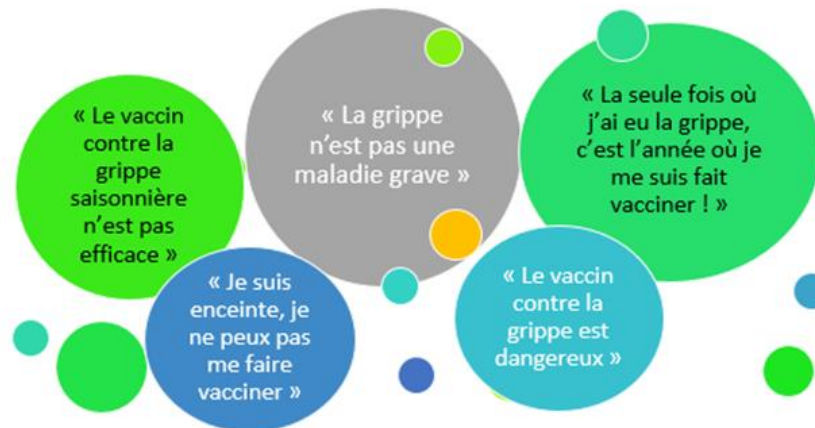 « Le vaccin
contre la
grippe
saisonnière
n’est pas
efficace »
« La grippe
n’est pas une
maladie grave »
« La seule fois où
j’ai eu la grippe,
c’est l’année où je
me suis fait
vacciner ! »
« Je suis
enceinte, je
ne peux pas
me faire
vacciner »
« Le vaccin
contre la
grippe est
dangereux »